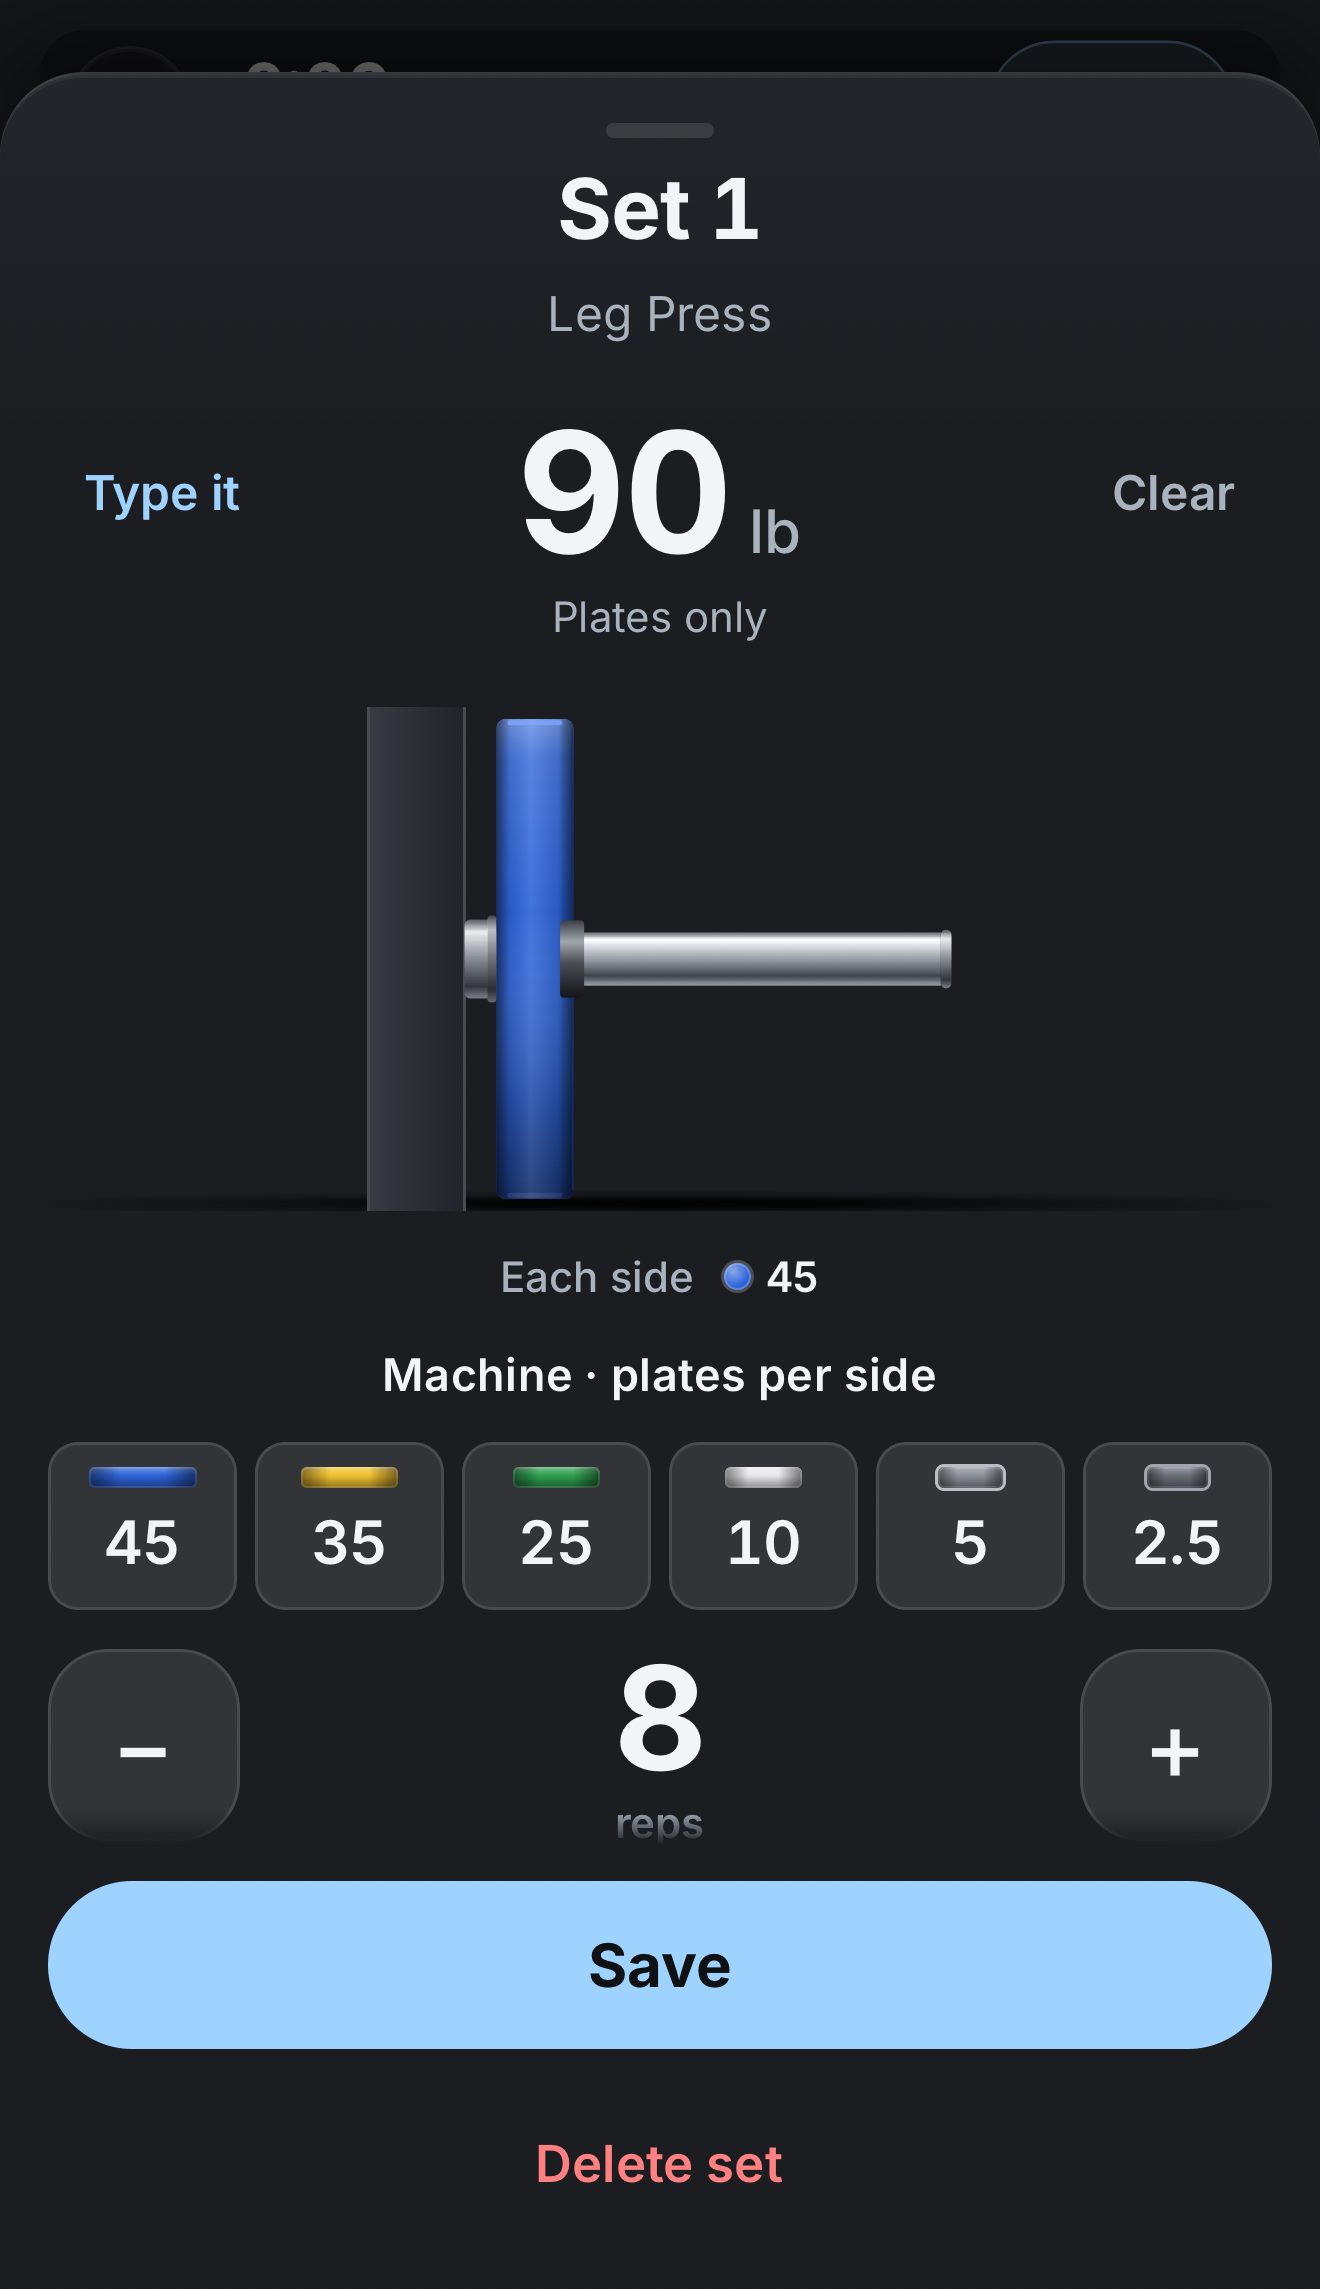 Set 1
Leg Press
Type it
90 lb
Clear
Plates only
Each side 45
Machine · plates per side
45 35 25 10 5 2.5
− 8 +
reps
Save
Delete set